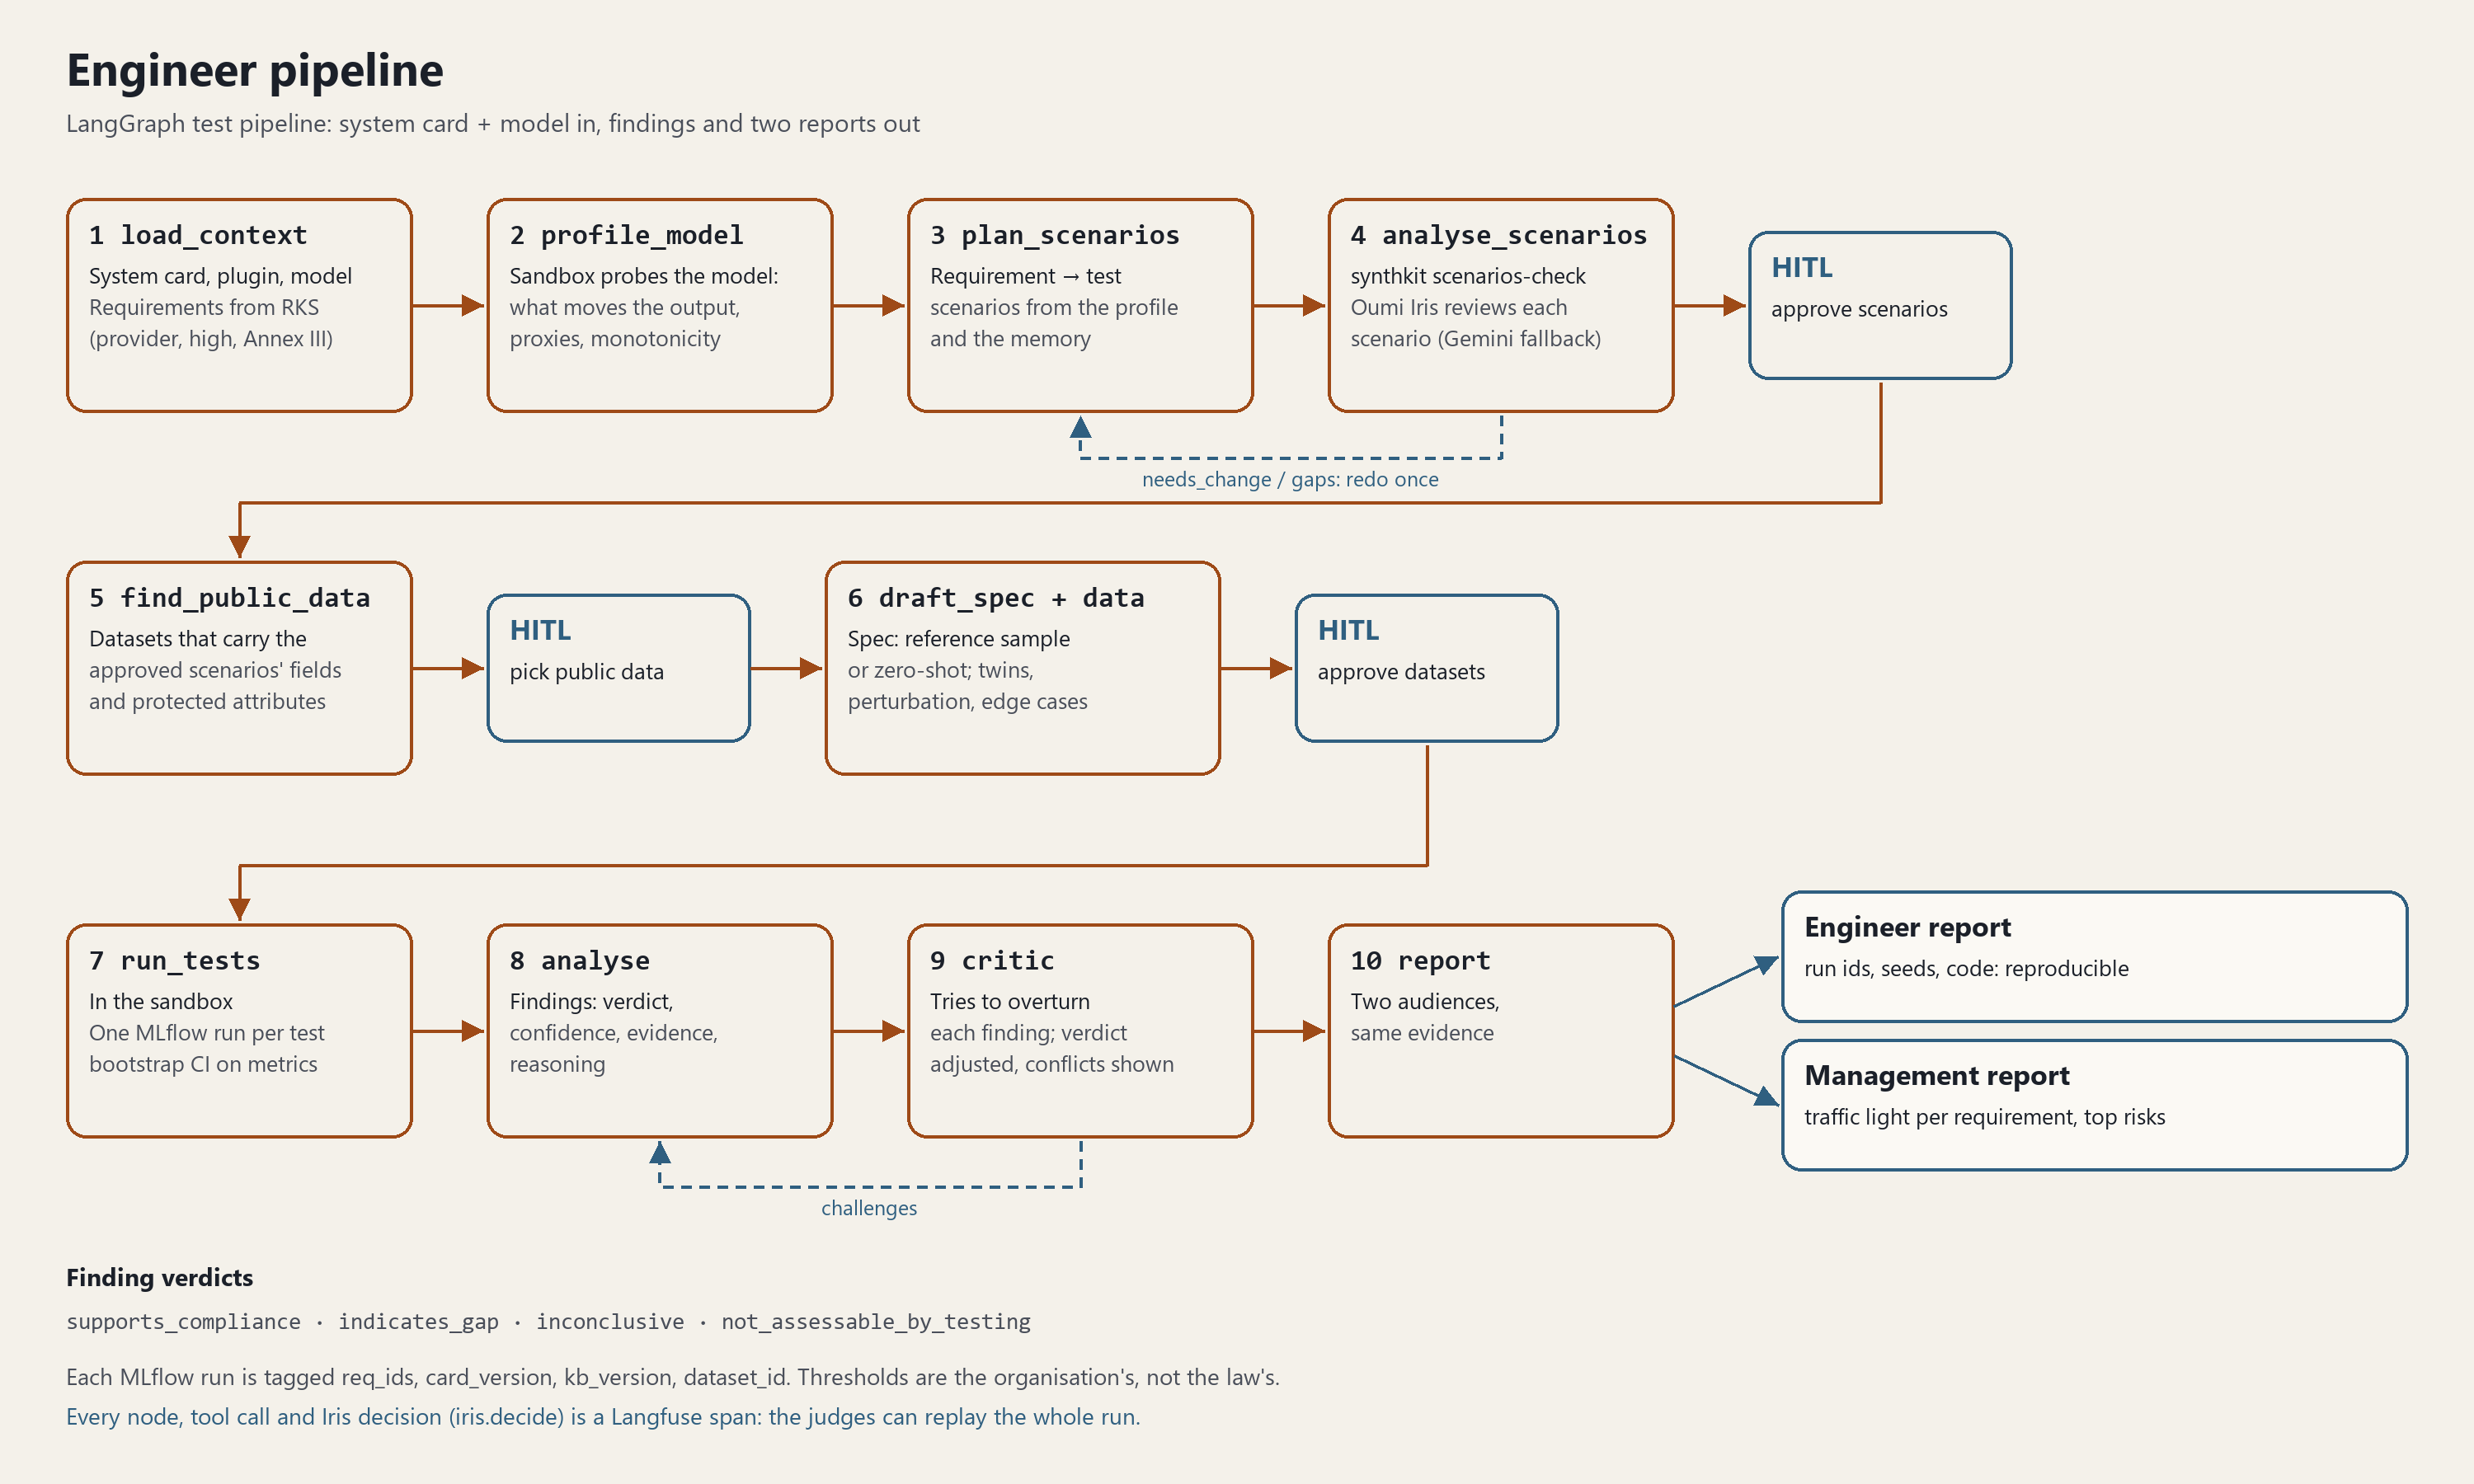 Engineer pipeline
LangGraph test pipeline: system card + model in, findings and two reports out
1 load_context
System card, plugin, model
Requirements from RKS
(provider, high, Annex III)
2 profile_model
Sandbox probes the model:
what moves the output,
proxies, monotonicity
3 plan_scenarios
Requirement → test
scenarios from the profile
and the memory
4 analyse_scenarios
synthkit scenarios-check
Oumi Iris reviews each
scenario (Gemini fallback)
HITL
approve scenarios
needs_change / gaps: redo once
5 find_public_data
Datasets that carry the
approved scenarios' fields
and protected attributes
HITL
pick public data
6 draft_spec + data
Spec: reference sample
or zero-shot; twins,
perturbation, edge cases
HITL
approve datasets
7 run_tests
In the sandbox
One MLflow run per test
bootstrap CI on metrics
8 analyse
Findings: verdict,
confidence, evidence,
reasoning
9 critic
Tries to overturn
each finding; verdict
adjusted, conflicts shown
10 report
Two audiences,
same evidence
Engineer report
run ids, seeds, code: reproducible
Management report
traffic light per requirement, top risks
challenges
Finding verdicts
supports_compliance · indicates_gap · inconclusive · not_assessable_by_testing
Each MLflow run is tagged req_ids, card_version, kb_version, dataset_id. Thresholds are the organisation's, not the law's.
Every node, tool call and Iris decision (iris.decide) is a Langfuse span: the judges can replay the whole run.